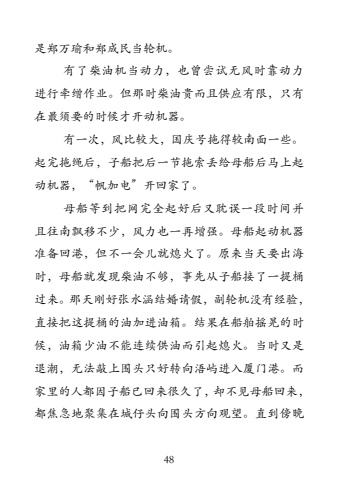 是郑万瑜和郑成民当轮机。
有了柴油机当动力，也曾尝试无风时靠动力
进行牵缯作业。但那时柴油贵而且供应有限，只有
在最须要的时候才开动机器。
有一次，风比较大，国庆号拖得较南面一些。
起完拖绳后，子船把后一节拖索丢给母船后马上起
动机器，“帆加电”开回家了。
母船等到把网完全起好后又耽误一段时间并
且往南飘移不少，风力也一再增强。母船起动机器
准备回港，但不一会儿就熄火了。原来当天要出海
时，母船就发现柴油不够，事先从子船接了一提桶
过来。那天刚好张水涵结婚请假，副轮机没有经验，
直接把这提桶的油加进油箱。结果在船舶摇晃的时
候，油箱少油不能连续供油而引起熄火。当时又是
退潮，无法敲上围头只好转向浯屿进入厦门港。而
家里的人都因子船已回来很久了，却不见母船回来，
都焦急地聚集在城仔头向围头方向观望。直到傍晚
48